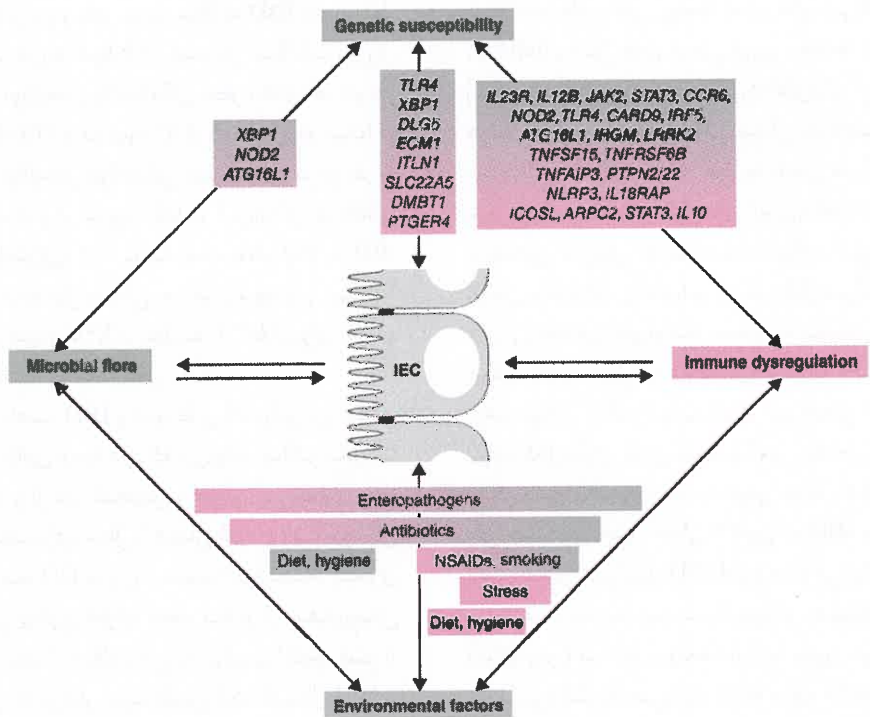 Genetic susceptibility
XBP1
NOD2
ATG16L1
TLR4
XBP1
DLG5
ECM1
ITLN1
SLC22A5
DMBT1
PTGER4
IL23R, IL12B, JAK2, STAT3, CCR6,
NOD2, TLR4, CARD9, IRF5,
ATG16L1, IRGM, LRRK2
TNFSF15, TNFRSF6B
TNFAIP3, PTPN2/22
NLRP3, IL18RAP
ICOSL, ARPC2, STAT3, IL10
Microbial flora
IEC
Immune dysregulation
Enteropathogens
Antibiotics
Diet, hygiene
NSAIDs, smoking
Stress
Diet, hygiene
Environmental factors